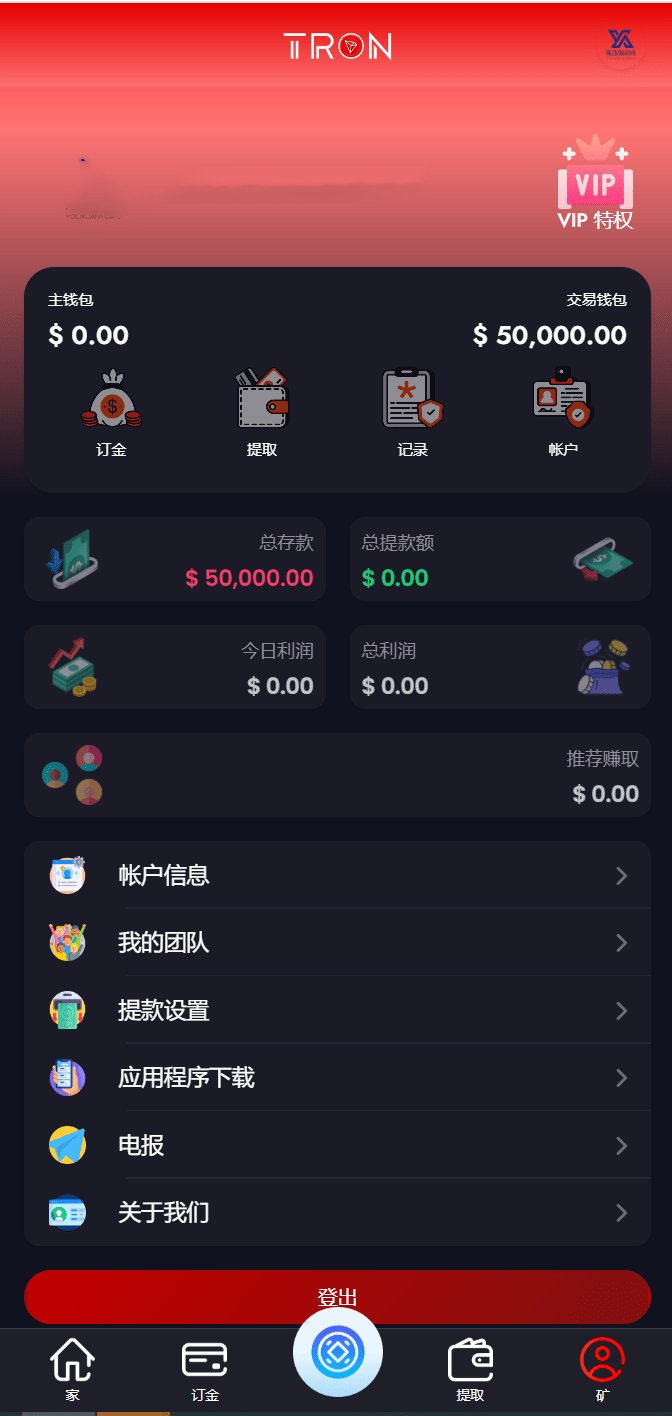 TRON
VIP
VIP 特权
主钱包
交易钱包
$ 0.00
$ 50,000.00
订金
提取
记录
帐户
总存款
$ 50,000.00
总提款额
$ 0.00
今日利润
$ 0.00
总利润
$ 0.00
推荐赚取
$ 0.00
帐户信息
我的团队
提款设置
应用程序下载
电报
关于我们
登出
家
订金
提取
矿